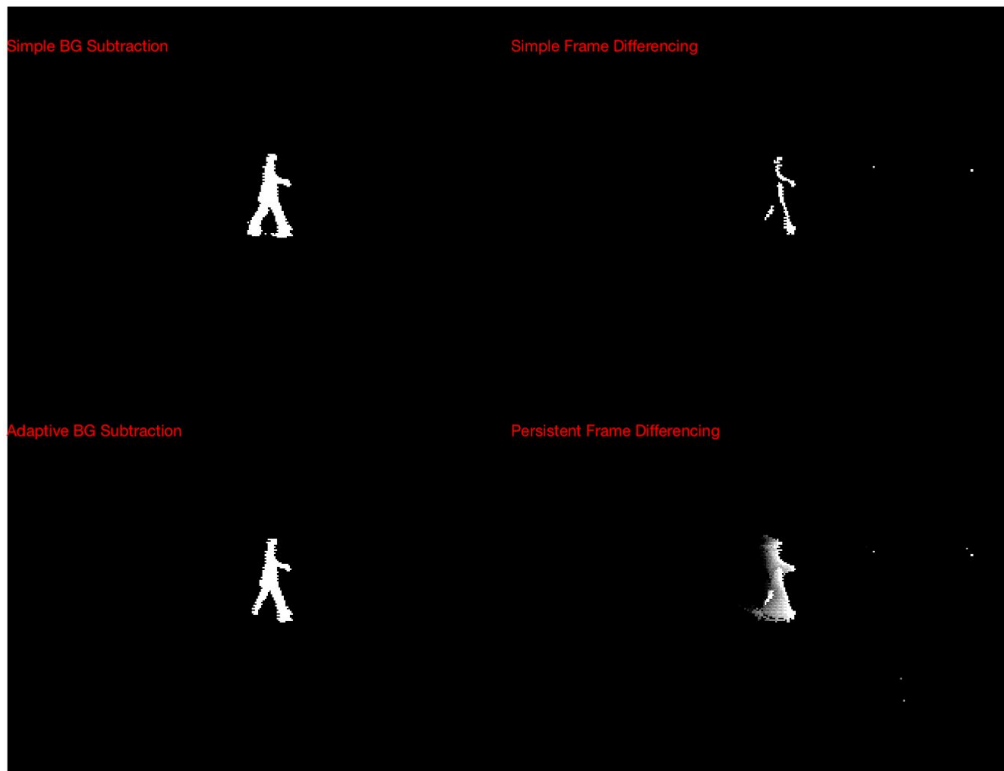 Simple BG Subtraction
Simple Frame Differencing
Adaptive BG Subtraction
Persistent Frame Differencing